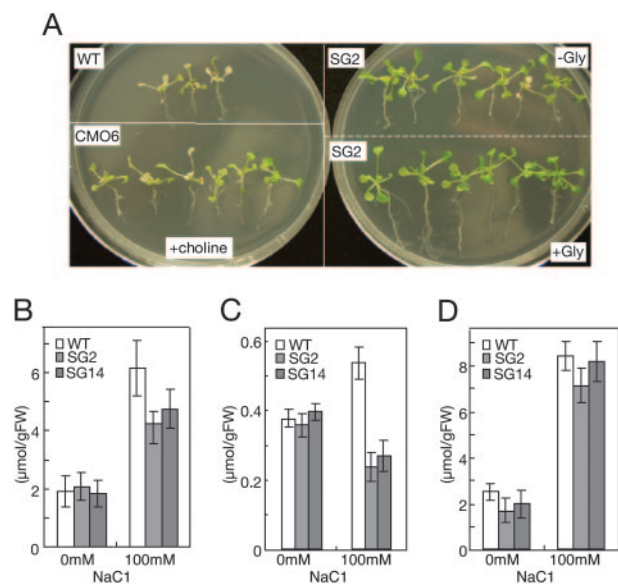 A
WT
SG2
-Gly
CMO6
SG2
+choline
+Gly
B
C
D
WT
SG2
SG14
6
4
2
0
(µmol/gFW)
0mM
100mM
NaC1
WT
SG2
SG14
0.6
0.4
0.2
0
(µmol/gFW)
0mM
100mM
NaC1
WT
SG2
SG14
8
6
4
2
0
(µmol/gFW)
0mM
100mM
NaC1